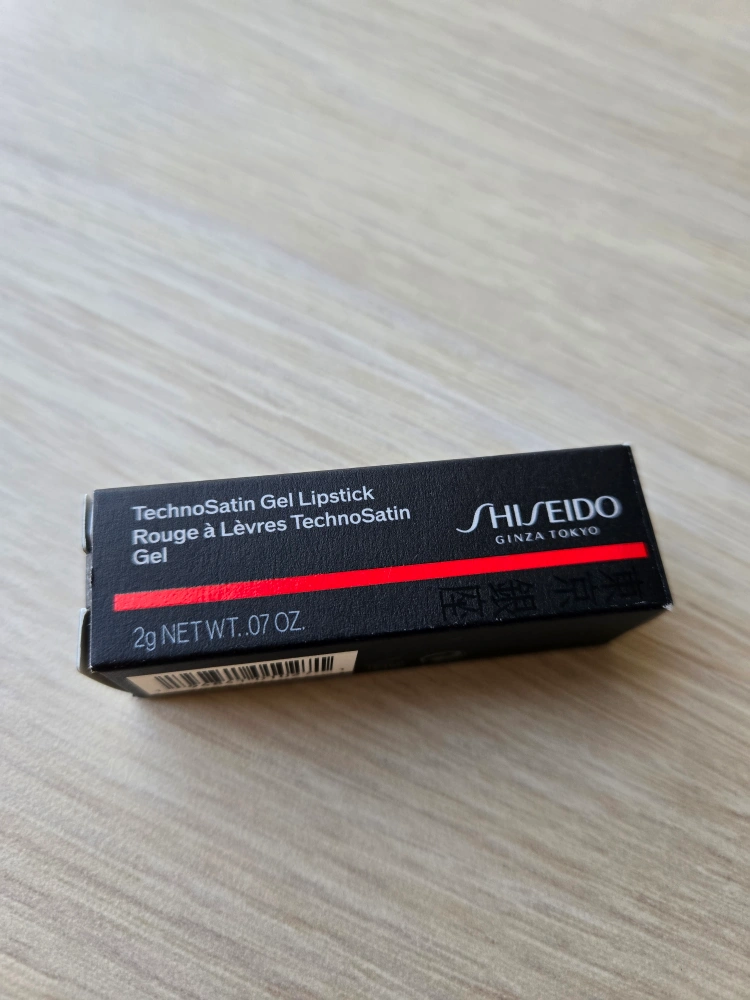 TechnoSatin Gel Lipstick
Rouge à Lèvres TechnoSatin
Gel
SHISEIDO
GINZA TOKYO
2g NET WT. .07 OZ.
東京銀座